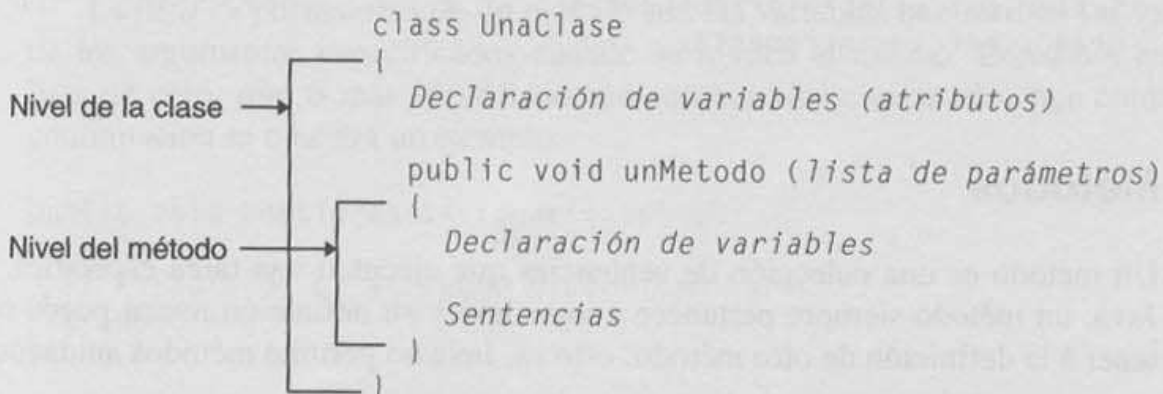 class UnaClase
{
Nivel de la clase
Declaración de variables (atributos)
public void unMetodo (lista de parámetros)
{
Nivel del método
Declaración de variables
Sentencias
}
}